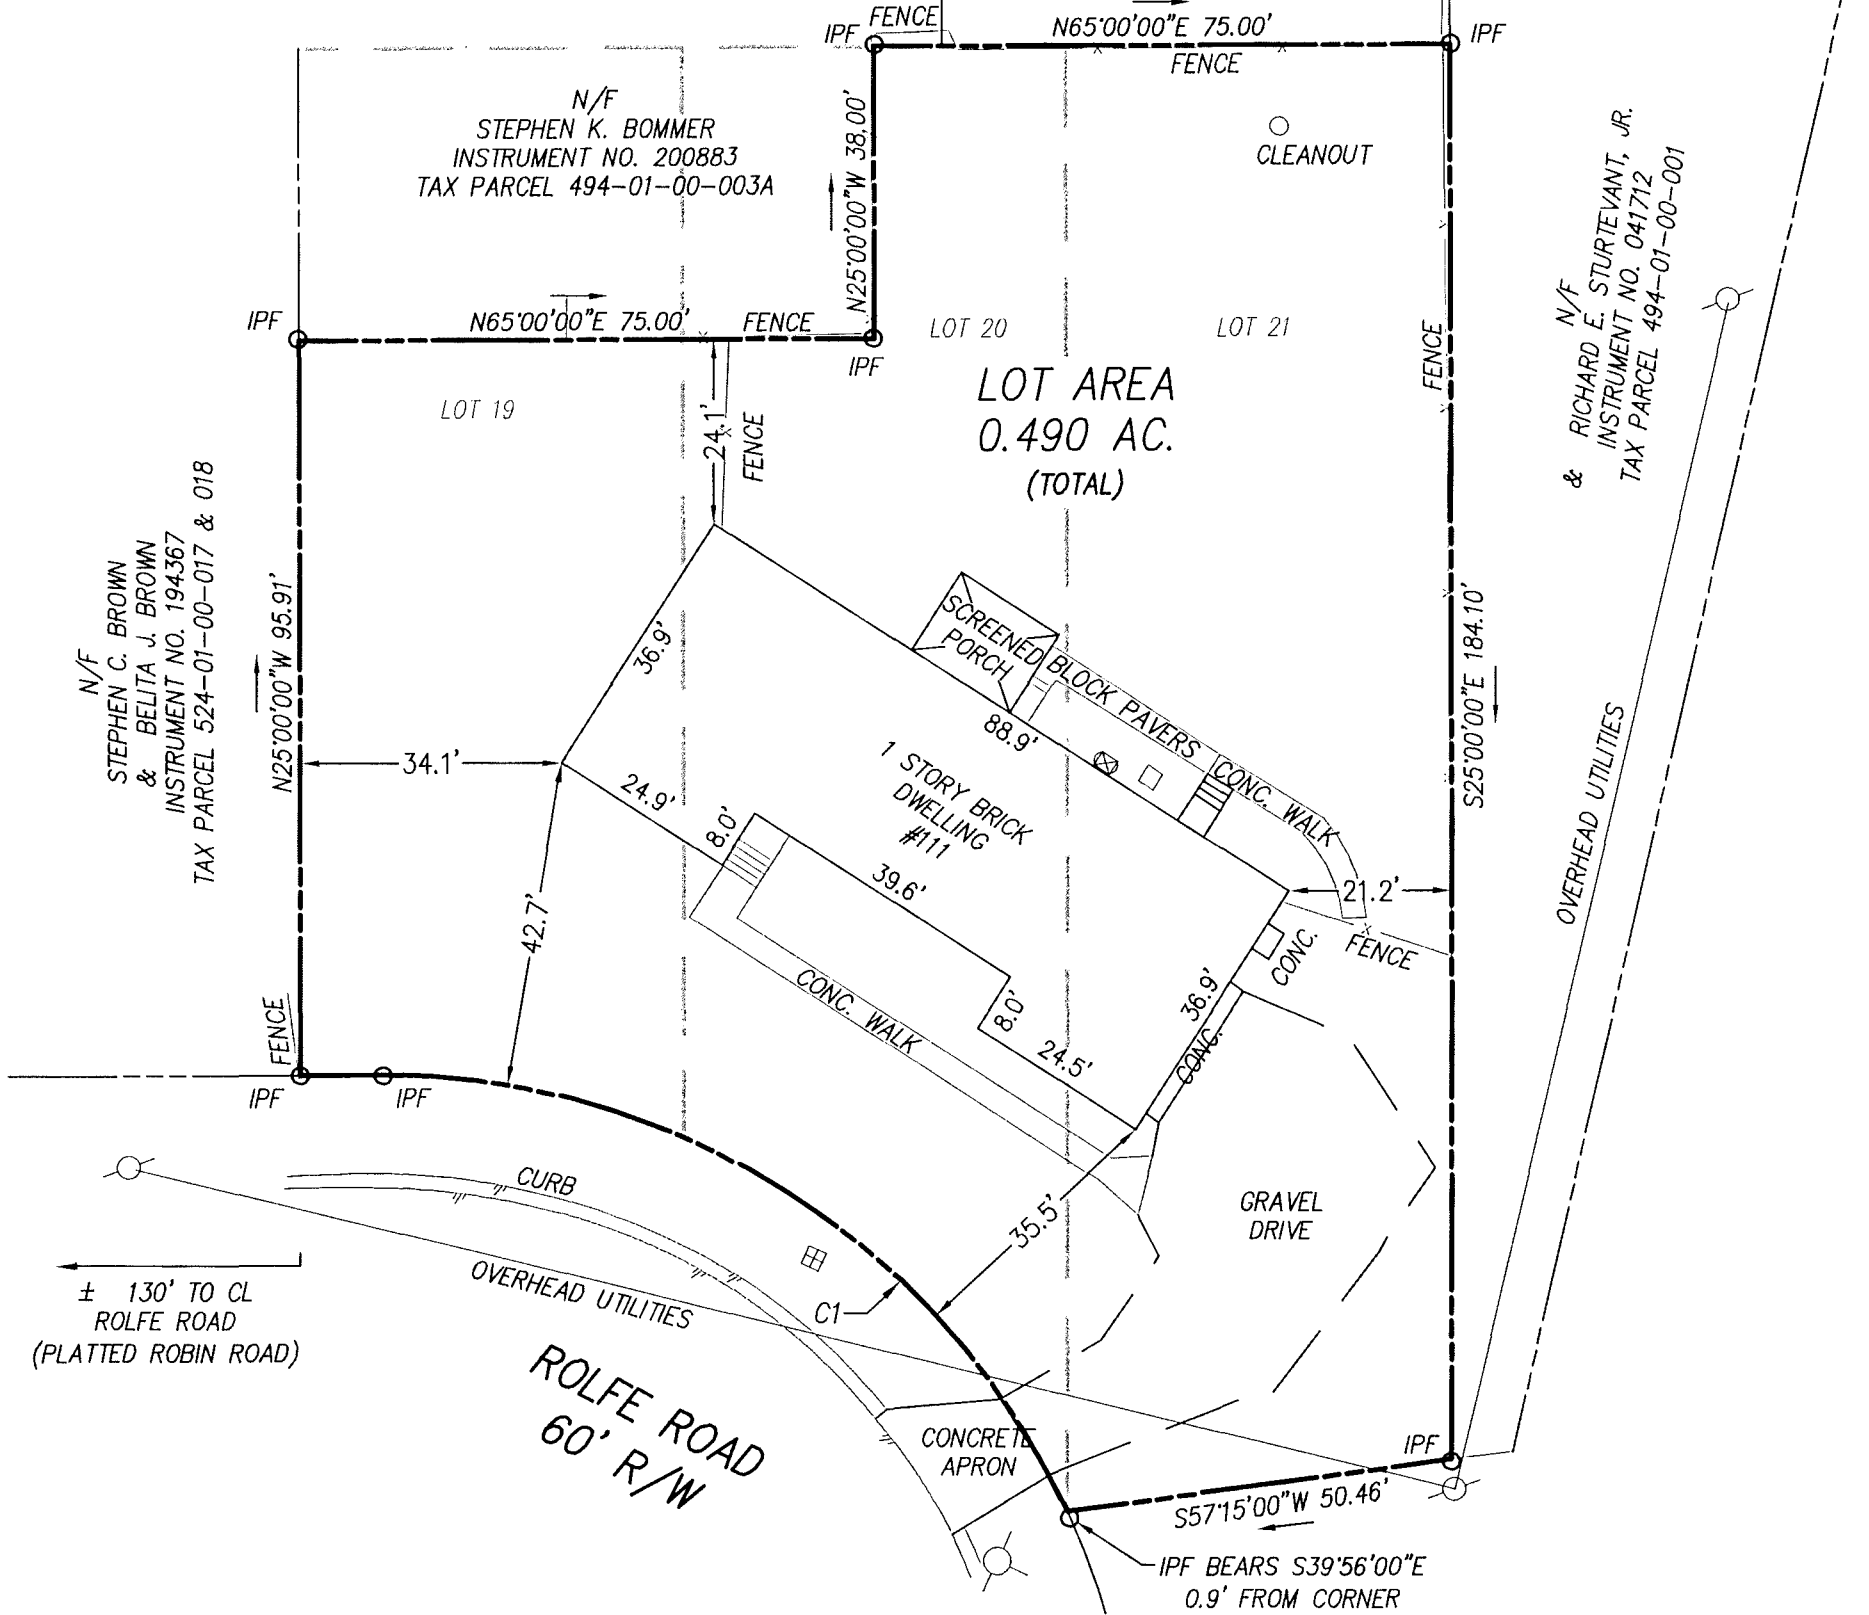 IPF
FENCE
N65°00'00"E 75.00'
IPF
FENCE
N/F
STEPHEN K. BOMMER
INSTRUMENT NO. 200883
TAX PARCEL 494-01-00-003A
N25°00'00"W 38.00'
CLEANOUT
N/F
RICHARD E. STURTEVANT, JR.
&
INSTRUMENT NO. 041712
TAX PARCEL 494-01-00-001
IPF
N65°00'00"E 75.00'
FENCE
IPF
LOT 20
LOT 21
FENCE
LOT AREA
0.490 AC.
(TOTAL)
LOT 19
24.1'
FENCE
N/F
STEPHEN C. BROWN
& BELITA J. BROWN
INSTRUMENT NO. 194367
TAX PARCEL 524-01-00-017 & 018
N25°00'00"W 95.91'
36.9'
SCREENED
PORCH
BLOCK PAVERS
88.9'
CONC. WALK
S25°00'00"E 184.10'
OVERHEAD UTILITIES
34.1'
24.9'
8.0'
1 STORY BRICK
DWELLING
#111
39.6'
21.2'
FENCE
CONC.
42.7'
CONC. WALK
8.0'
24.5'
36.9'
CONC.
FENCE
IPF
IPF
CURB
35.5'
GRAVEL
DRIVE
± 130' TO CL
ROLFE ROAD
(PLATTED ROBIN ROAD)
OVERHEAD UTILITIES
C1
ROLFE ROAD
60' R/W
CONCRETE
APRON
IPF
S57°15'00"W 50.46'
IPF BEARS S39°56'00"E
0.9' FROM CORNER